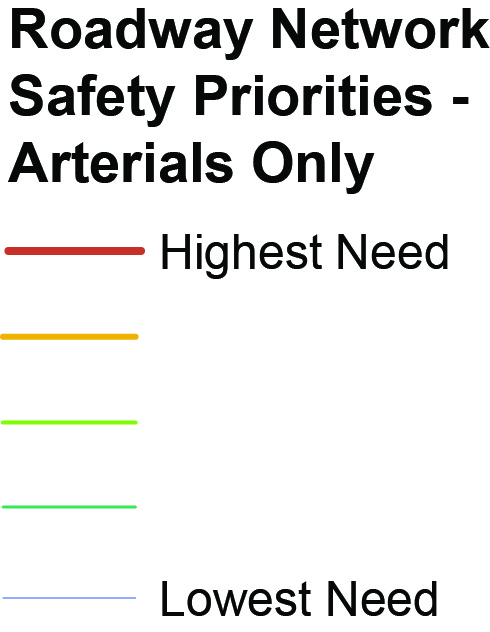 Roadway Network
Safety Priorities -
Arterials Only
Highest Need
Lowest Need